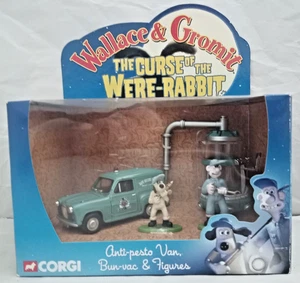 Wallace & Gromit
THE CURSE OF THE
WERE-RABBIT
CORGI
Anti-pesto Van,
Bun-vac & Figures